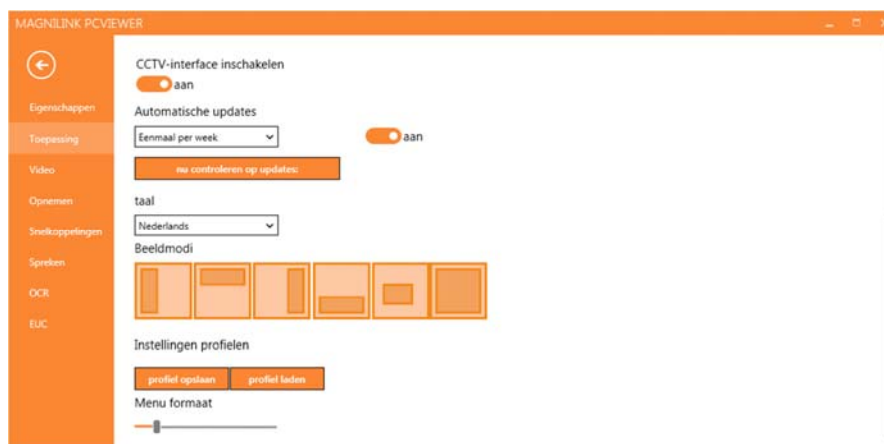 MAGNILINK PCVIEWER
Eigenschappen
Toepassing
Video
Opnemen
Snelkoppelingen
Spreken
OCR
EUC
CCTV-interface inschakelen
aan
Automatische updates
Eenmaal per week
aan
nu controleren op updates:
taal
Nederlands
Beeldmodi
Instellingen profielen
profiel opslaan profiel laden
Menu formaat